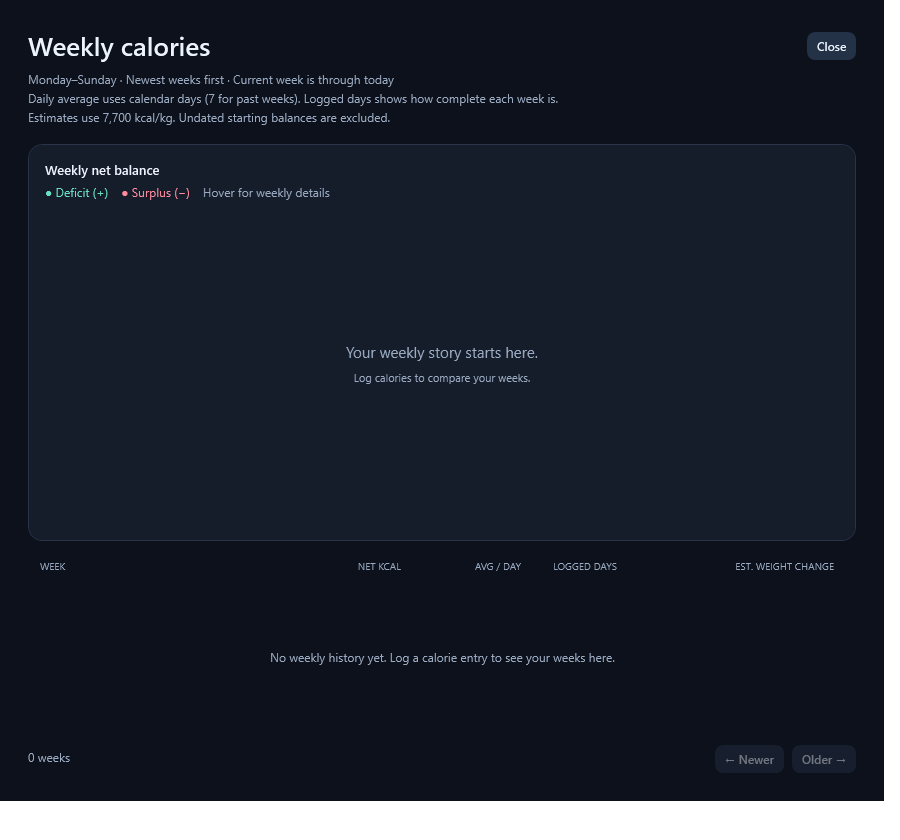 Weekly calories
Close
Monday–Sunday · Newest weeks first · Current week is through today
Daily average uses calendar days (7 for past weeks). Logged days shows how complete each week is.
Estimates use 7,700 kcal/kg. Undated starting balances are excluded.
Weekly net balance
● Deficit (+) ● Surplus (−) Hover for weekly details
Your weekly story starts here.
Log calories to compare your weeks.
WEEK NET KCAL AVG / DAY LOGGED DAYS EST. WEIGHT CHANGE
No weekly history yet. Log a calorie entry to see your weeks here.
0 weeks
← Newer Older →